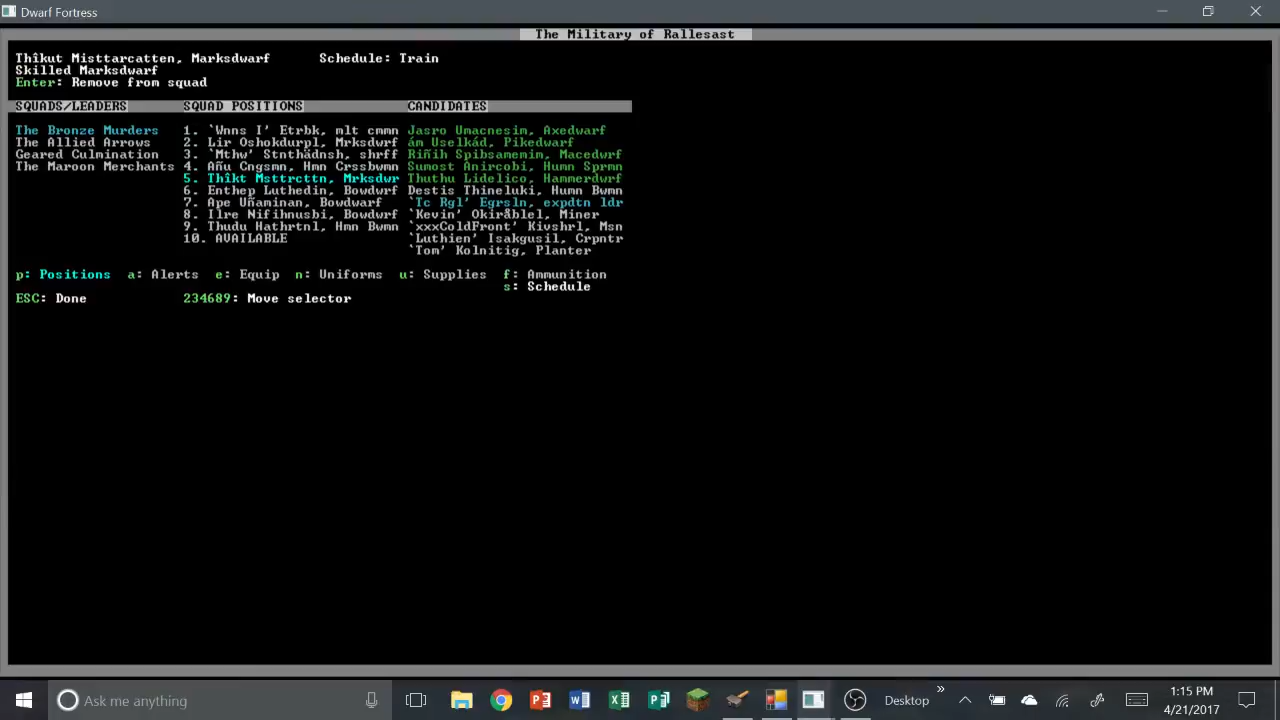 Dwarf Fortress
The Military of Rallesast
Thîkut Misttarcatten, Marksdwarf Schedule: Train
Skilled Marksdwarf
Enter: Remove from squad
SQUADS/LEADERS SQUAD POSITIONS CANDIDATES
The Bronze Murders 1. `Wnns I' Etrbk, mlt cmmn Jasro Umacnesim, Axedwarf
The Allied Arrows 2. Lir Oshokdurpl, Mrksdwrf ám Uselkád, Pikedwarf
Geared Culmination 3. `Mthw' Stnthädnsh, shrff Riñih Spibsamemim, Macedwrf
The Maroon Merchants 4. Añu Cngsmn, Hmn Crssbwmn Sumost Anircobi, Humn Sprmn
5. Thîkt Msttrcttn, Mrksdwr Thuthu Lidelico, Hammerdwrf
6. Enthep Luthedin, Bowdwarf Destis Thineluki, Humn Bwmn
7. Ape Uñaminan, Bowdwarf `Tc Rgl' Egrsln, expdtn ldr
8. Ilre Nifihnusbi, Bowdwarf `Kevin' Okiråblel, Miner
9. Thudu Hathrtnl, Hmn Bwmn `xxxColdFront' Kivshrl, Msn
10. AVAILABLE `Luthien' Isakgusil, Crpntr
`Tom' Kolnitig, Planter
p: Positions a: Alerts e: Equip n: Uniforms u: Supplies f: Ammunition
s: Schedule
ESC: Done 234689: Move selector
Ask me anything
Desktop
1:15 PM
4/21/2017